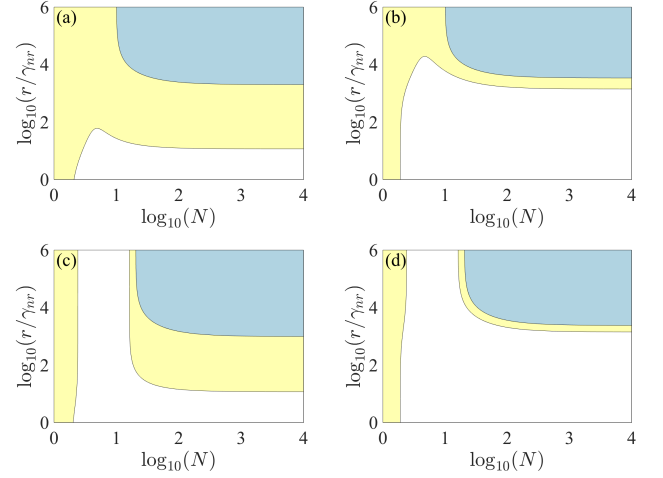 6 (a) 6 (b)
log₁₀(r/γₙᵣ) 4 log₁₀(r/γₙᵣ) 4
2 2
0 0
0 1 2 3 4 0 1 2 3 4
log₁₀(N) log₁₀(N)
6 (c) 6 (d)
log₁₀(r/γₙᵣ) 4 log₁₀(r/γₙᵣ) 4
2 2
0 0
0 1 2 3 4 0 1 2 3 4
log₁₀(N) log₁₀(N)